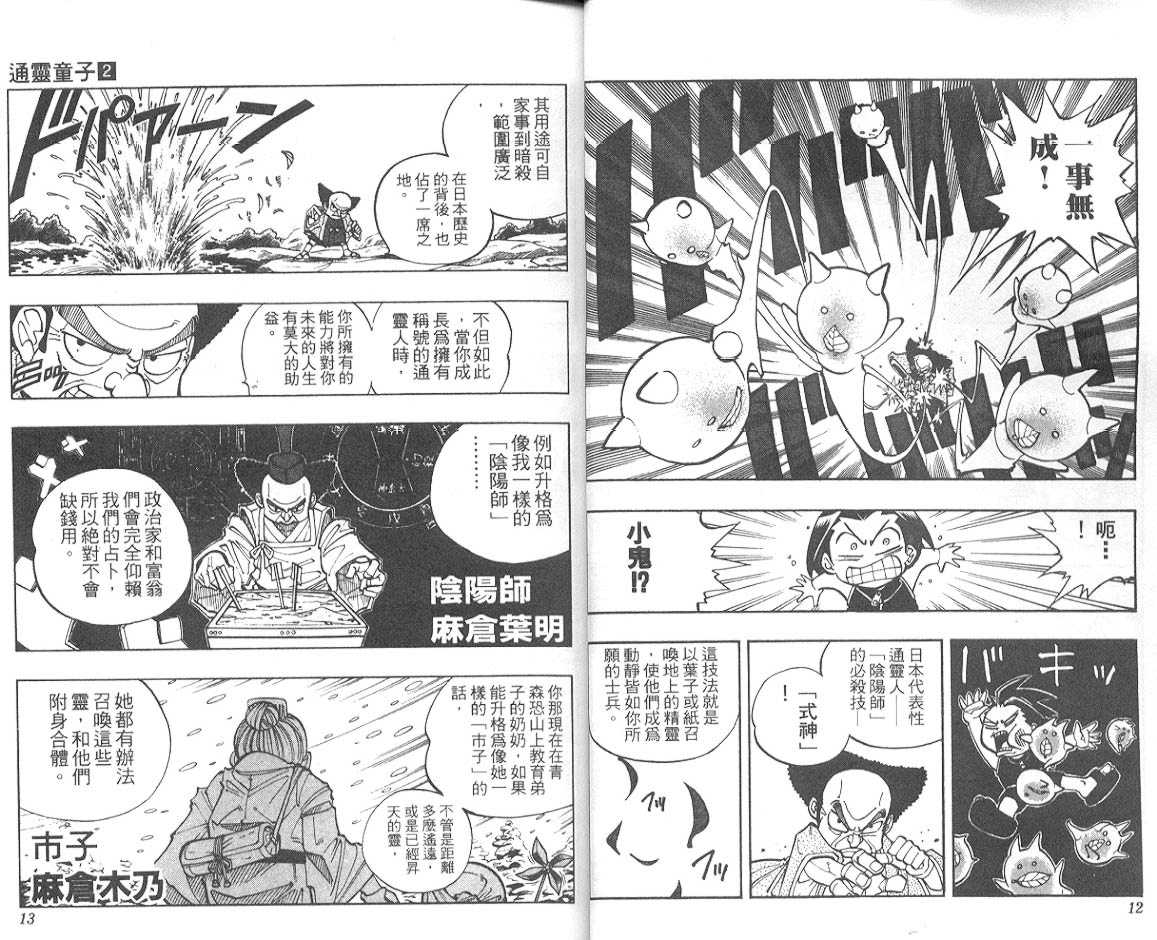 一事無
成！
呃…
！
小鬼!?
バキッ
日本代表性
通靈人──
「陰陽師」
的必殺技─
「式神」
！
這技法就是
以葉子或紙召
喚地上的精靈
，使他們成爲
動靜皆如你所
願的士兵。
フッ
フッ
12
通靈童子2
其用途可自
家事到暗殺
，範圍廣泛
，
在日本歷史
的背後，也
佔了一席之
地。
ドパァーン
不但如此
，當你成
長爲擁有
稱號的通
靈人時，
你所擁有的
能力將對你
未來的人生
有莫大的助
益。
例如升格爲
像我一樣的
「陰陽師」
………
陰陽師
麻倉葉明
政治家和富翁
們會完全仰賴
我們的占卜，
所以絕對不會
缺錢用。
你那現在在青
森恐山上教育弟
子的奶奶，如果
能升格爲像她一
樣的「市子」的
話，
不管是距離
多麼遙遠，
或是已經昇
天的靈，
她都有辦法
召喚這些
靈，和他們
附身合體。
市子
麻倉木乃
13